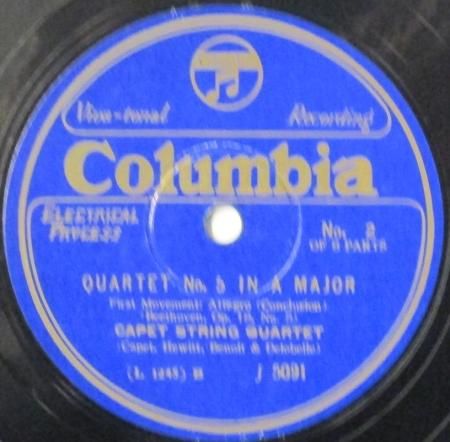 Viva-tonal Recording
Columbia
ELECTRICAL
PROCESS
No. 2
OF 8 PARTS
QUARTET No. 5 IN A MAJOR
First Movement: Allegro (Conclusion)
(Beethoven, Op. 18, No. 5)
CAPET STRING QUARTET
(Capet, Hewitt, Benoit & Delobelle)
(L. 1245) B J 5091